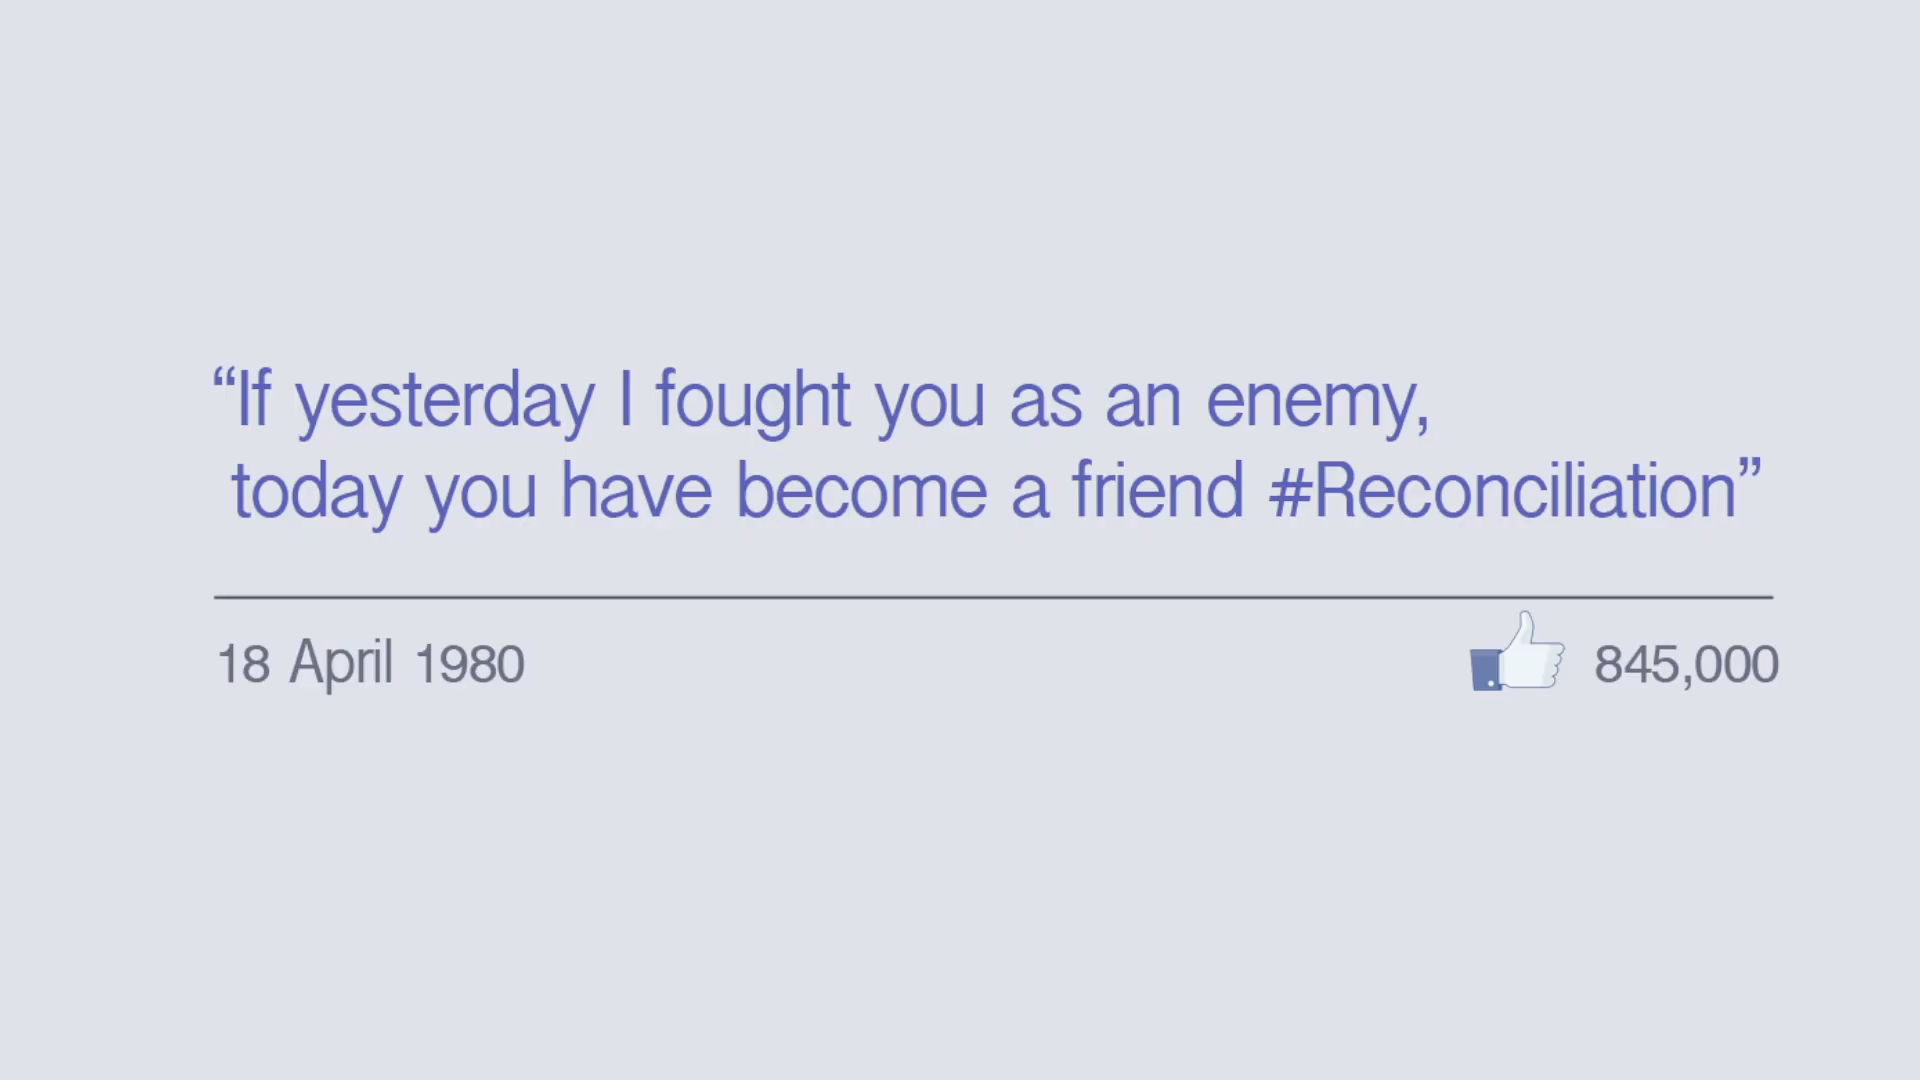 “If yesterday I fought you as an enemy,
today you have become a friend #Reconciliation”
18 April 1980
845,000